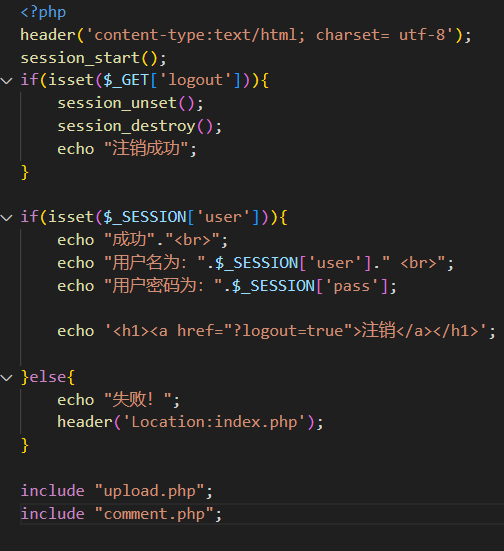 <?php
header('content-type:text/html; charset= utf-8');
session_start();
if(isset($_GET['logout'])){
    session_unset();
    session_destroy();
    echo "注销成功";
}

if(isset($_SESSION['user'])){
    echo "成功"."<br>";
    echo "用户名为：".$_SESSION['user']." <br>";
    echo "用户密码为：".$_SESSION['pass'];

    echo '<h1><a href="?logout=true">注销</a></h1>';

}else{
    echo "失败！";
    header('Location:index.php');
}

include "upload.php";
include "comment.php";